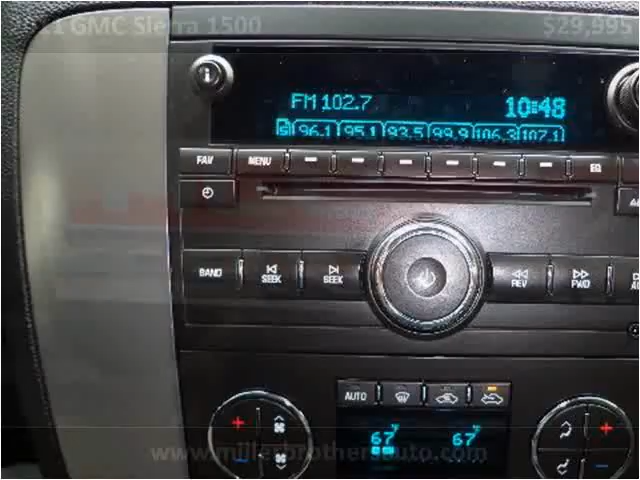 GMC Sierra 1500 $29,995
FM 102.7 10:48
96.1 95.1 93.5 99.9 106.3 107.1
FAV MENU EQ
BAND SEEK SEEK REV FWD
AUTO
67°F 67°F
www.millerbrothersauto.com